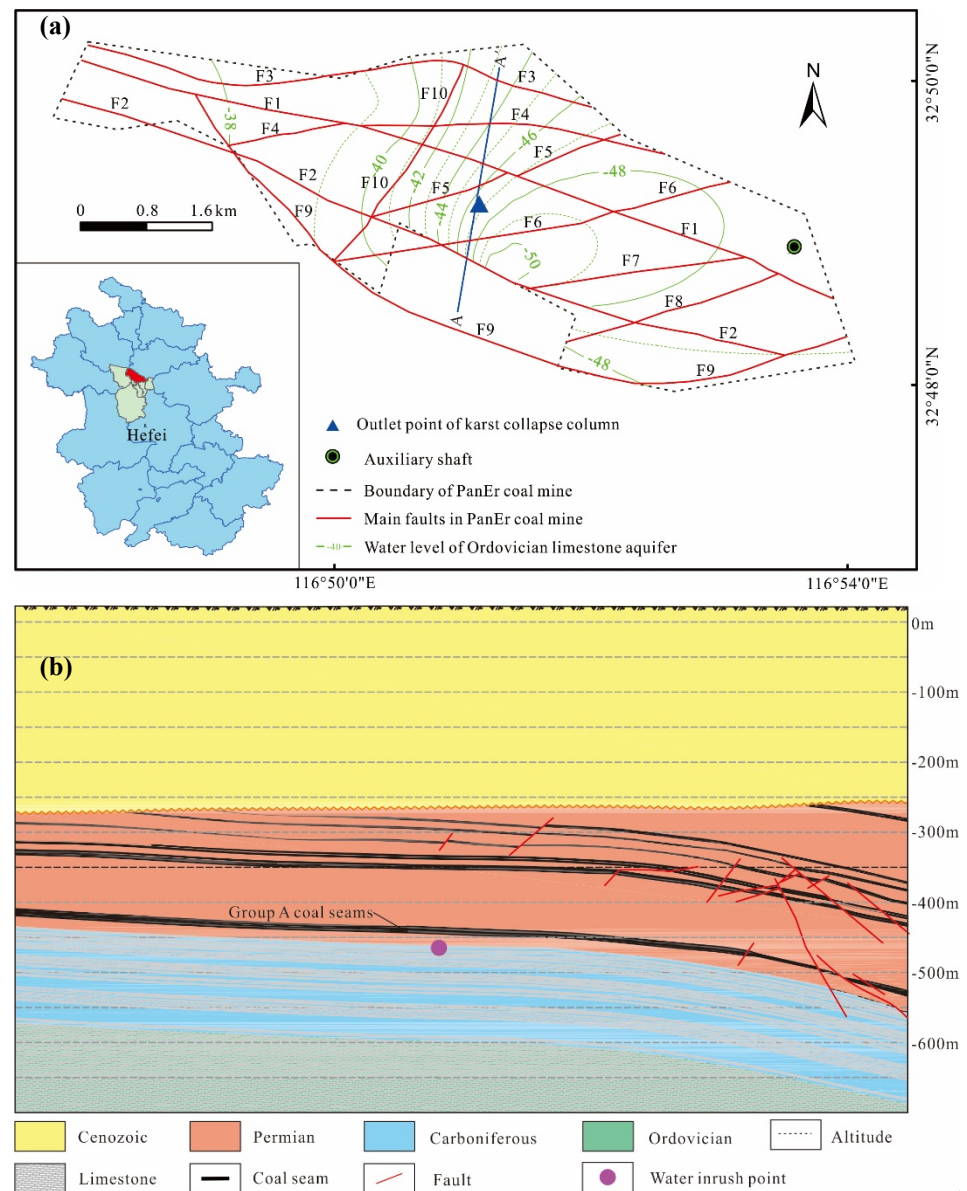 (a)
A
N
32°50'0"N
F3
F10
F3
F2
F1
F4
F4
-38
-46
F5
F2
-40
-42
-48
F10
F5
F6
0 0.8 1.6 km
-44
F9
F6
F1
F7
-50
F8
A
F9
F2
-48
F9
32°48'0"N
Hefei
Outlet point of karst collapse column
Auxiliary shaft
Boundary of PanEr coal mine
Main faults in PanEr coal mine
-40 Water level of Ordovician limestone aquifer
116°50'0"E 116°54'0"E
(b)
0m
-100m
-200m
-300m
-400m
Group A coal seams
-500m
-600m
Cenozoic Permian Carboniferous Ordovician Altitude
Limestone Coal seam Fault Water inrush point